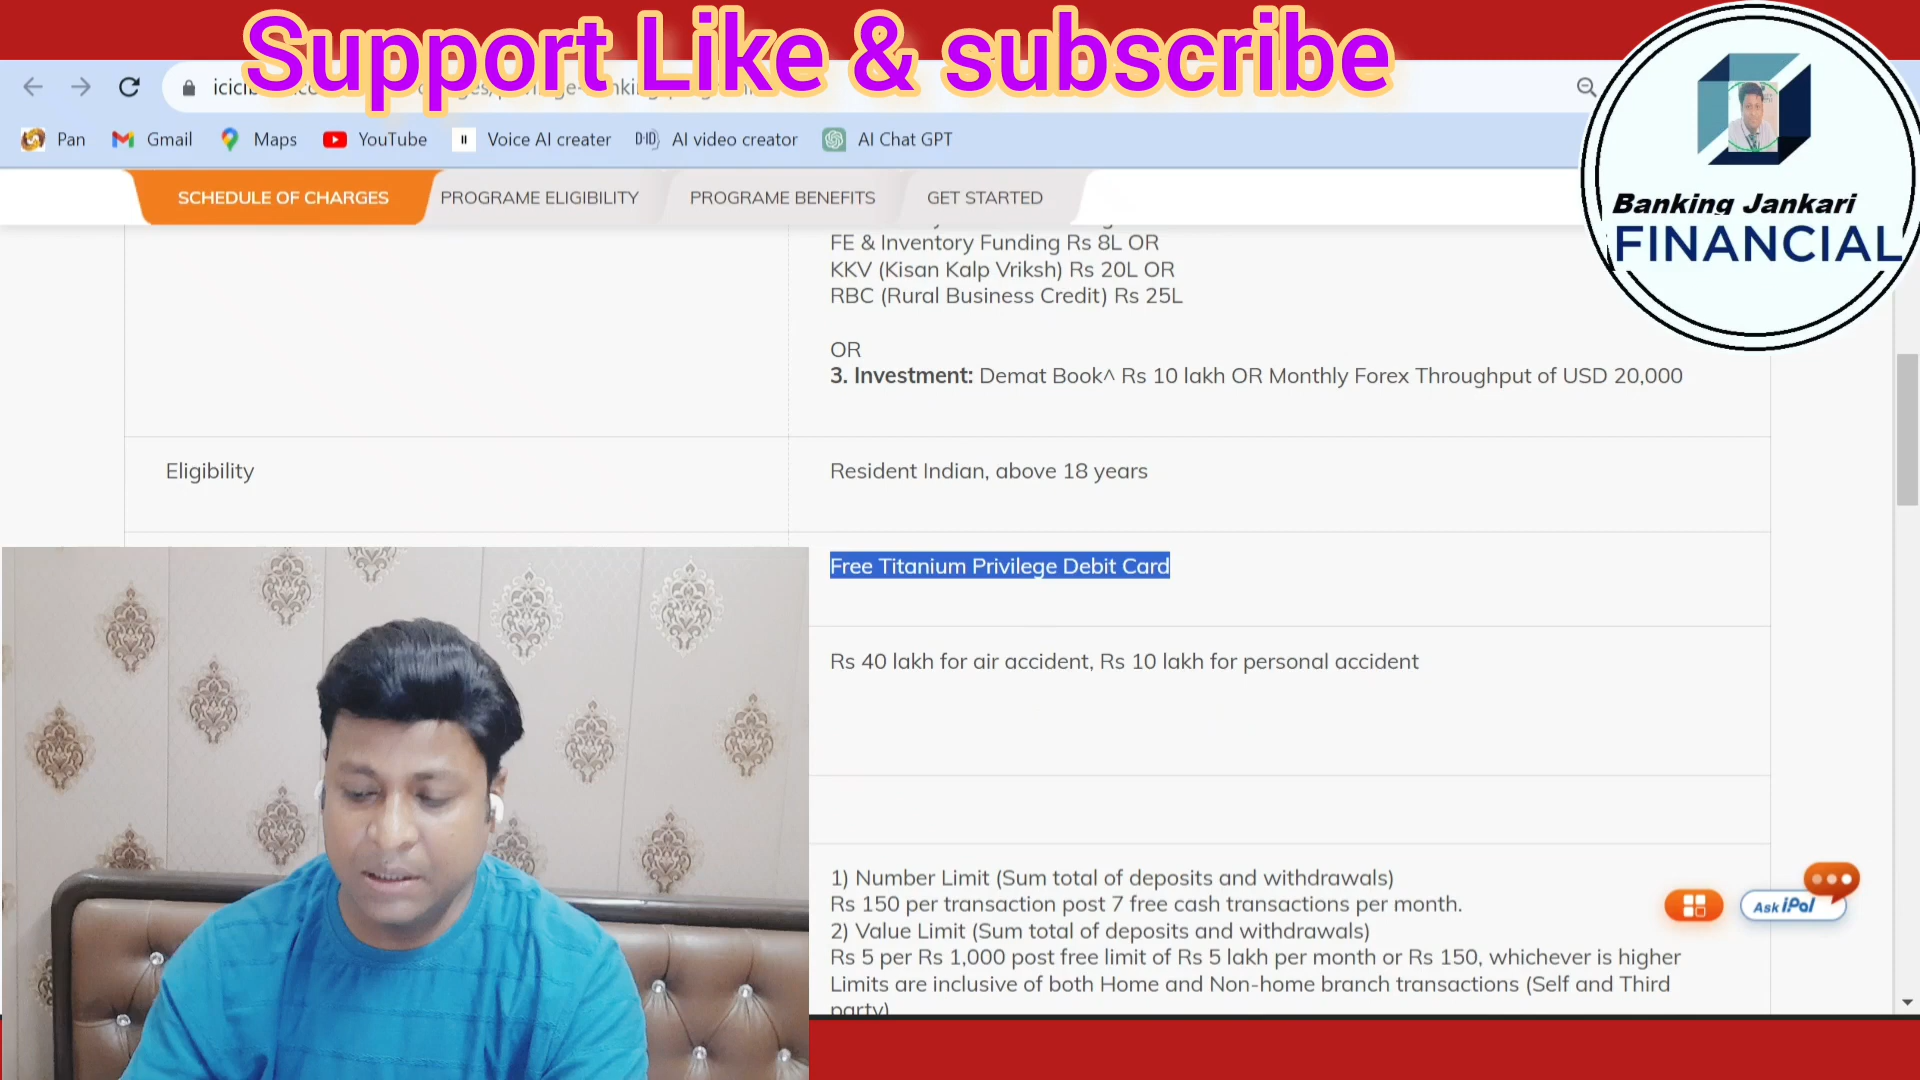 Support Like & subscribe
Pan
Gmail
Maps
YouTube
Voice AI creater
D-ID
AI video creator
AI Chat GPT
SCHEDULE OF CHARGES
PROGRAME ELIGIBILITY
PROGRAME BENEFITS
GET STARTED
Banking Jankari
FINANCIAL
FE & Inventory Funding Rs 8L OR
KKV (Kisan Kalp Vriksh) Rs 20L OR
RBC (Rural Business Credit) Rs 25L
OR
3. Investment: Demat Book^ Rs 10 lakh OR Monthly Forex Throughput of USD 20,000
Eligibility
Resident Indian, above 18 years
Free Titanium Privilege Debit Card
Rs 40 lakh for air accident, Rs 10 lakh for personal accident
1) Number Limit (Sum total of deposits and withdrawals)
Rs 150 per transaction post 7 free cash transactions per month.
2) Value Limit (Sum total of deposits and withdrawals)
Rs 5 per Rs 1,000 post free limit of Rs 5 lakh per month or Rs 150, whichever is higher
Limits are inclusive of both Home and Non-home branch transactions (Self and Third
party)
Ask iPal